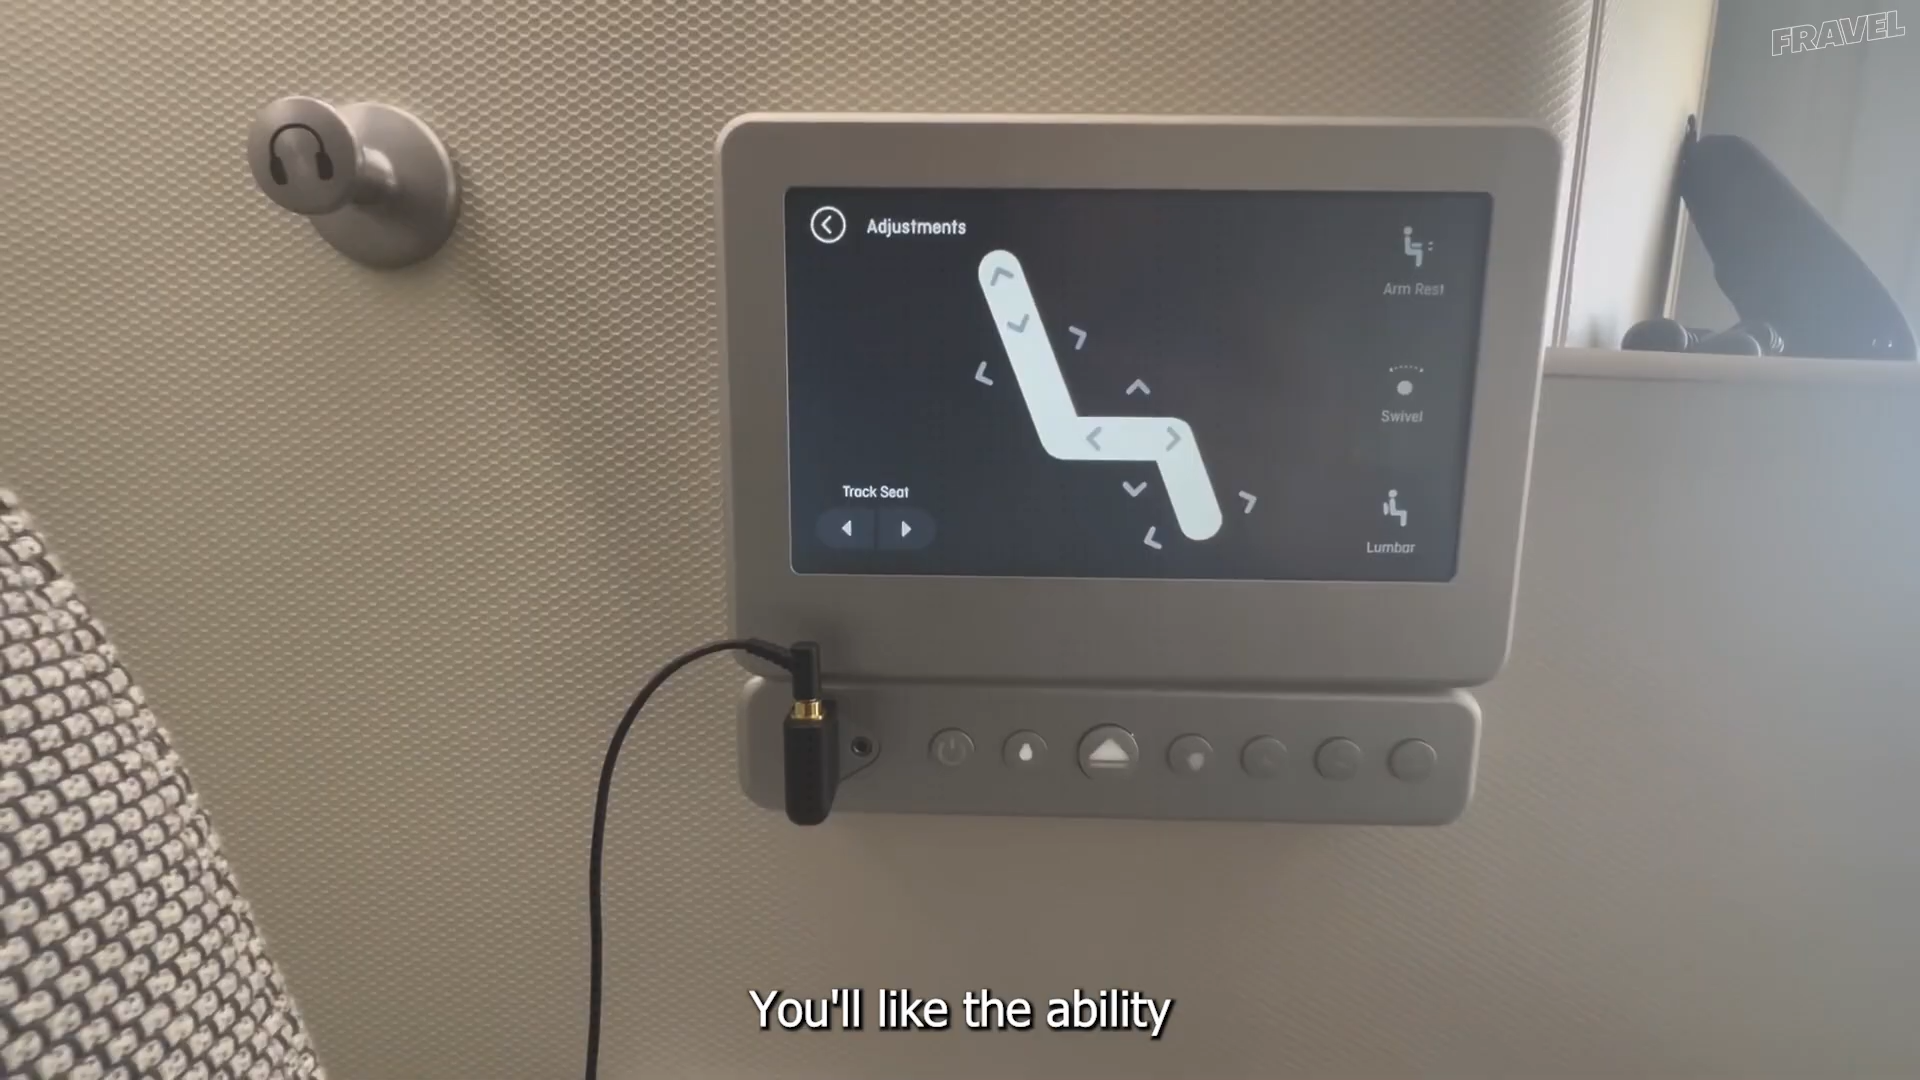 FRAVEL
Adjustments
Arm Rest
Swivel
Track Seat
Lumbar
You'll like the ability